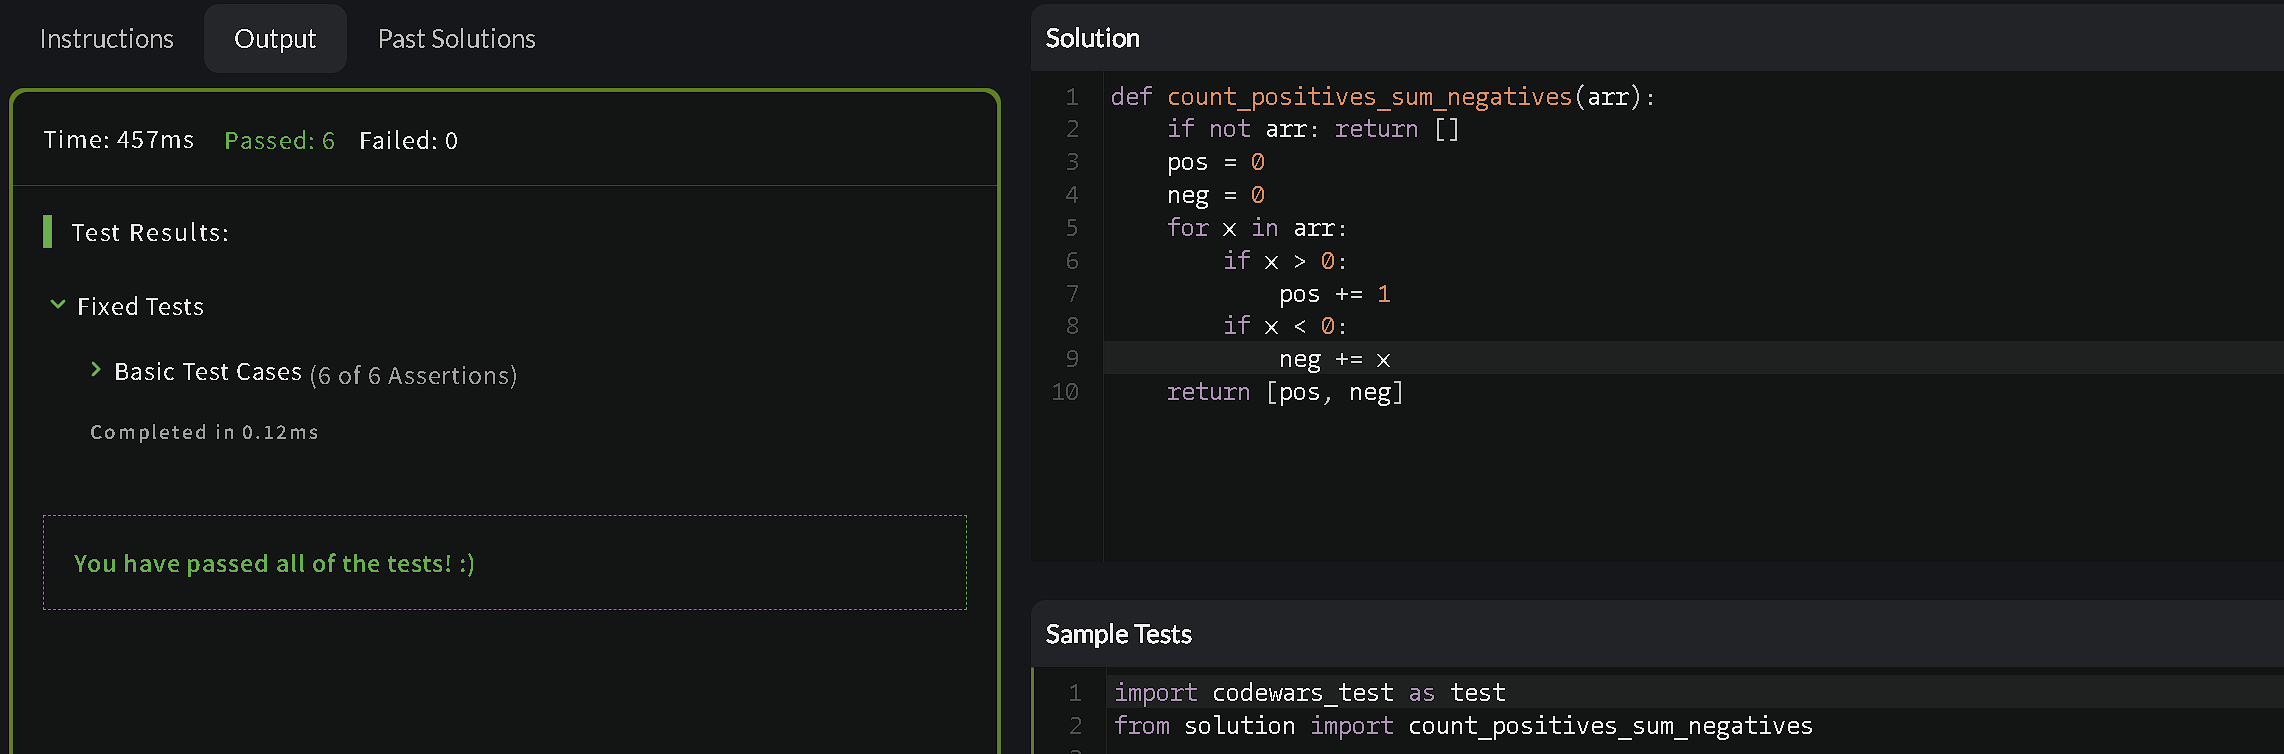 Instructions Output Past Solutions
Time: 457ms Passed: 6 Failed: 0
Test Results:
Fixed Tests
Basic Test Cases (6 of 6 Assertions)
Completed in 0.12ms
You have passed all of the tests! :)
Solution
1 def count_positives_sum_negatives(arr):
2     if not arr: return []
3     pos = 0
4     neg = 0
5     for x in arr:
6         if x > 0:
7             pos += 1
8         if x < 0:
9             neg += x
10     return [pos, neg]
Sample Tests
1 import codewars_test as test
2 from solution import count_positives_sum_negatives